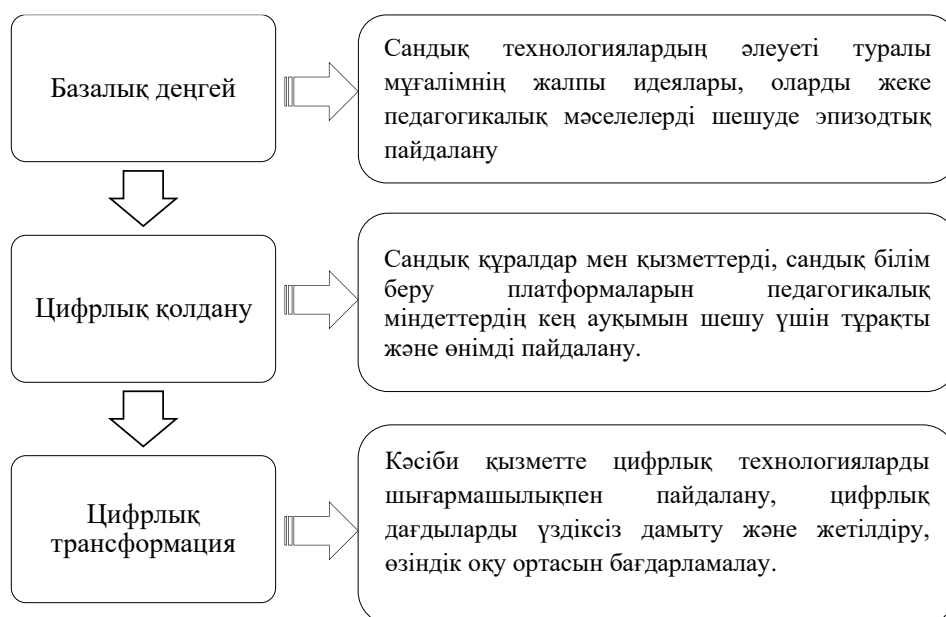 Базалық деңгей
Сандық технологиялардың әлеуеті туралы
мұғалімнің жалпы идеялары, оларды жеке
педагогикалық мәселелерді шешуде эпизодтық
пайдалану
Цифрлық қолдану
Сандық құралдар мен қызметтерді, сандық білім
беру платформаларын педагогикалық
міндеттердің кең ауқымын шешу үшін тұрақты
және өнімді пайдалану.
Цифрлық
трансформация
Кәсіби қызметте цифрлық технологияларды
шығармашылықпен пайдалану, цифрлық
дағдыларды үздіксіз дамыту және жетілдіру,
өзіндік оқу ортасын бағдарламалау.